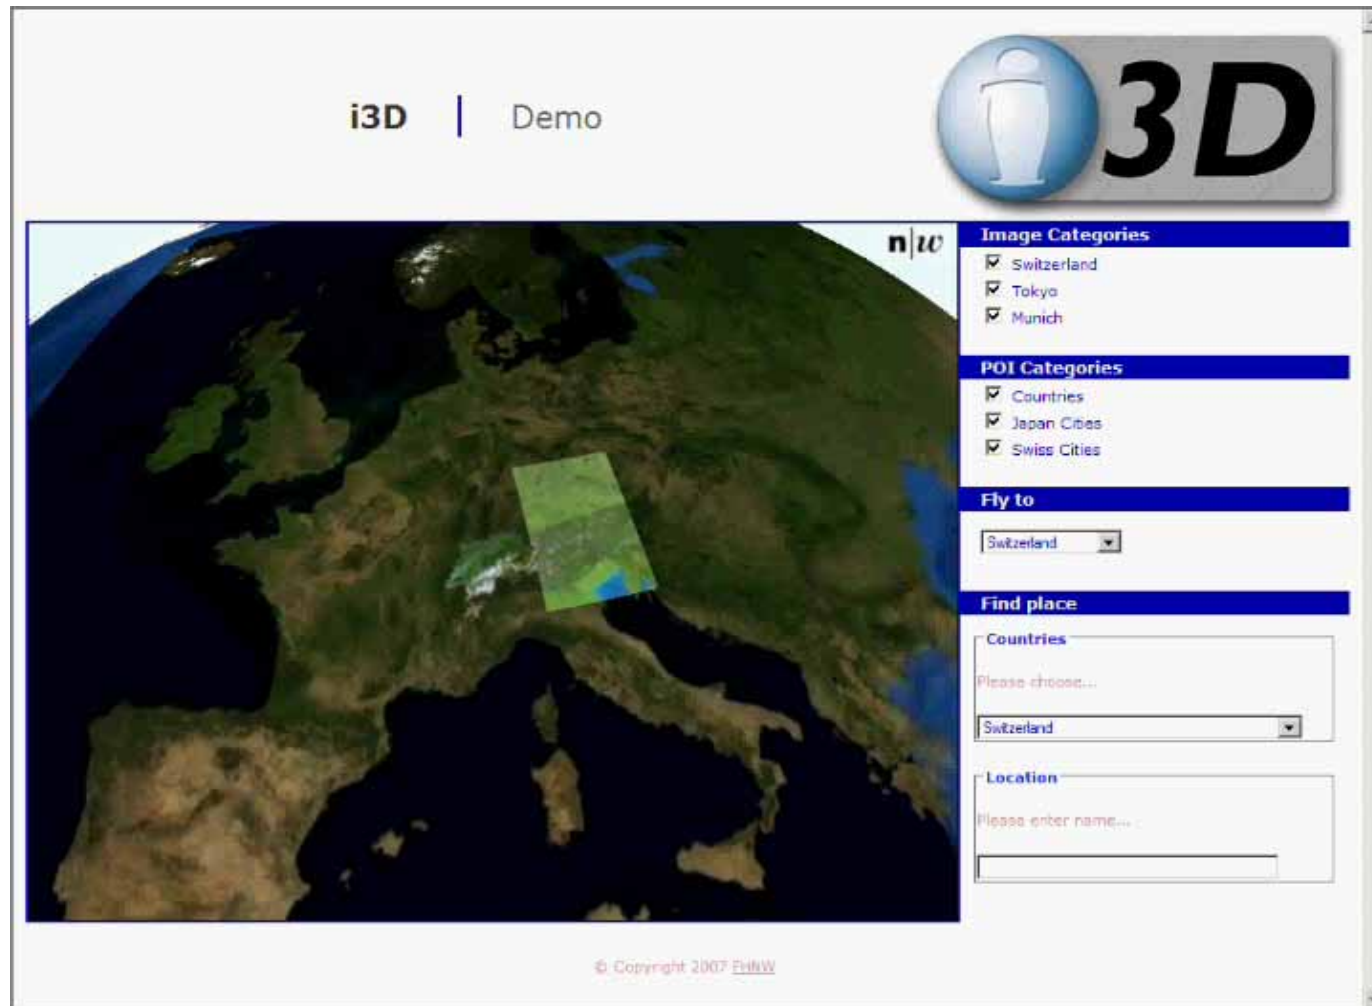 i3D | Demo
i 3D
n|w
Image Categories
Switzerland
Tokyo
Munich
POI Categories
Countries
Japan Cities
Swiss Cities
Fly to
Switzerland
Find place
Countries
Please choose...
Switzerland
Location
Please enter name...
© Copyright 2007 FHNW